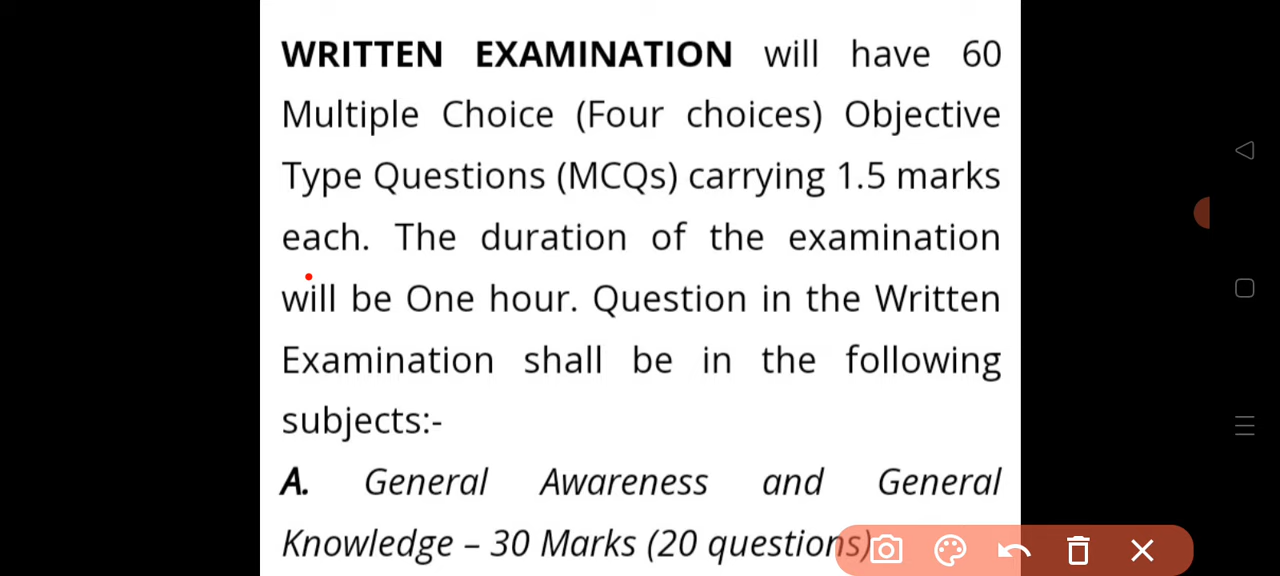 WRITTEN EXAMINATION will have 60
Multiple Choice (Four choices) Objective
Type Questions (MCQs) carrying 1.5 marks
each. The duration of the examination
will be One hour. Question in the Written
Examination shall be in the following
subjects:-
A. General Awareness and General
Knowledge – 30 Marks (20 questions)